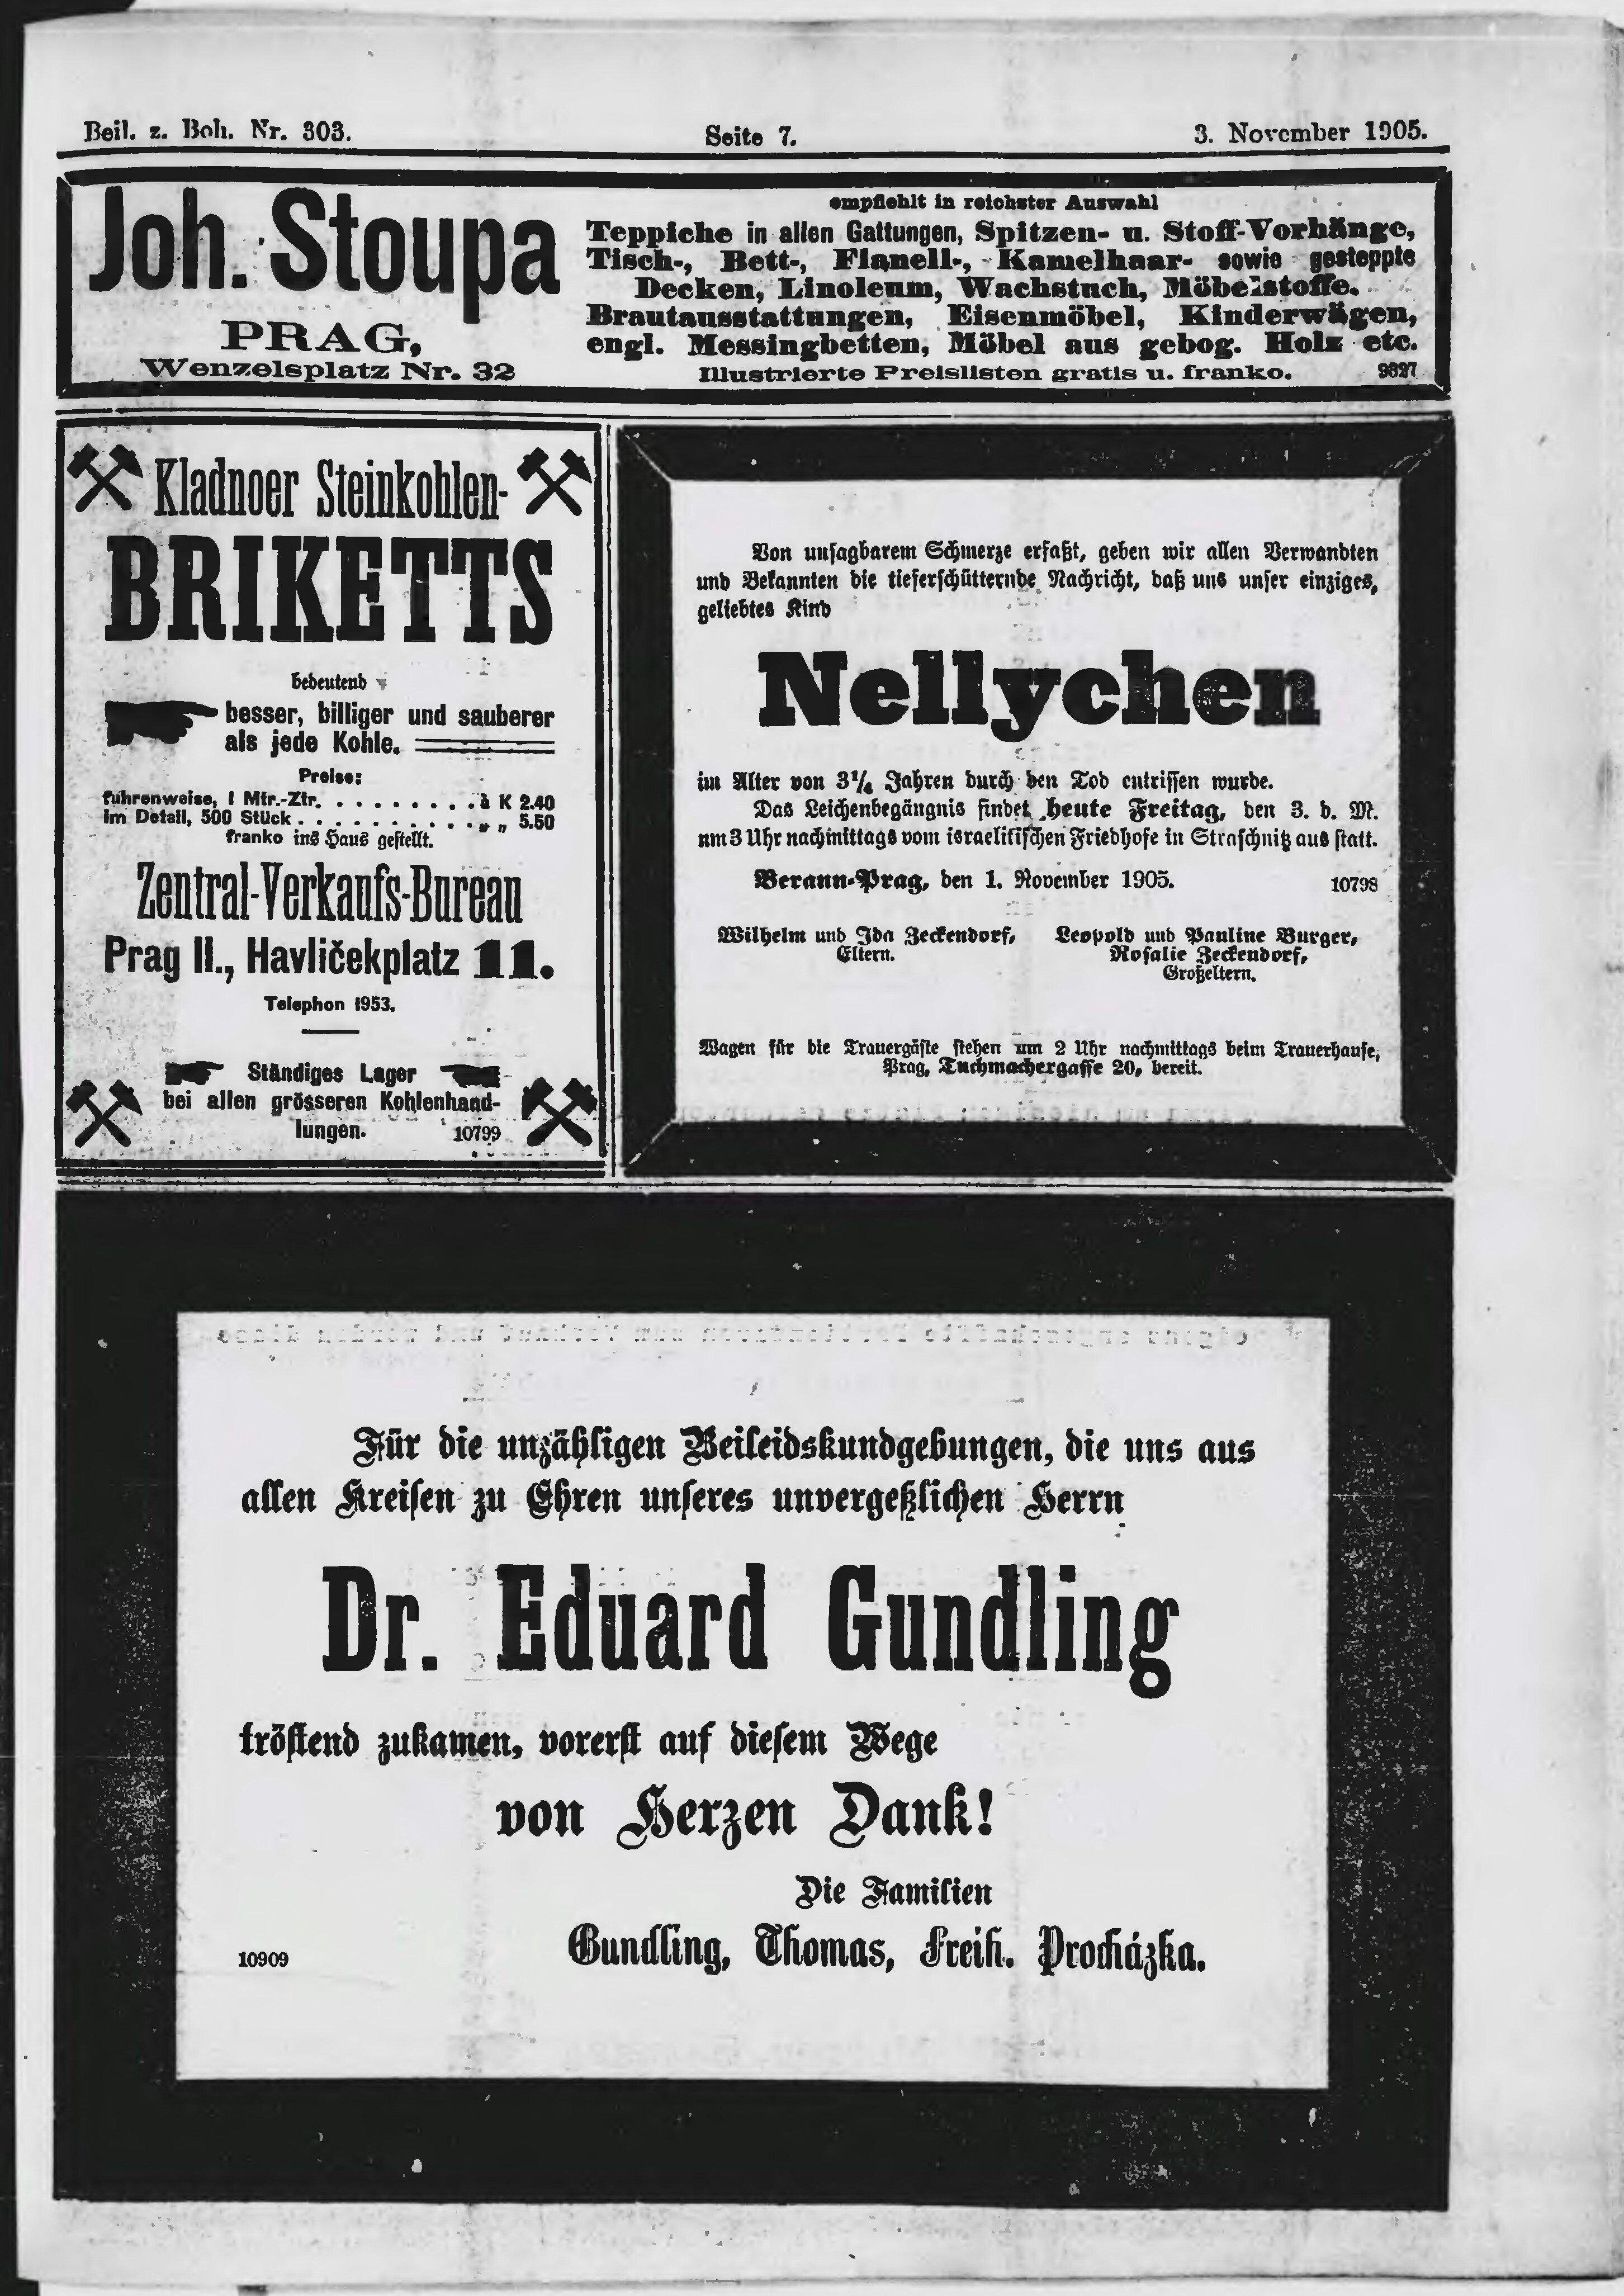 Beil. z. Boh. Nr. 303.
Seite 7.
3. November 1905.
Joh. Stoupa
PRAG,
Wenzelsplatz Nr. 32
empfiehlt in reichster Auswahl
Teppiche in allen Gattungen, Spitzen- u. Stoff-Vorhänge,
Tisch-, Bett-, Flanell-, Kamelhaar- sowie gesteppte
Decken, Linoleum, Wachstuch, Möbelstoffe.
Brautausstattungen, Eisenmöbel, Kinderwägen,
engl. Messingbetten, Möbel aus gebog. Holz etc.
Illustrierte Preislisten gratis u. franko. 9327
Kladnoer Steinkohlen-
BRIKETTS
bedeutend
besser, billiger und sauberer
als jede Kohle.
Preise:
fuhrenweise, 1 Mtr.-Ztr. . . . . . . . . à K 2.40
im Detail, 500 Stück . . . . . . . . . . „ „ 5.50
franko ins Haus gestellt.
Zentral-Verkaufs-Bureau
Prag II., Havličekplatz 11.
Telephon 1953.
Ständiges Lager
bei allen grösseren Kohlenhand-
lungen. 10799
Von unsagbarem Schmerze erfaßt, geben wir allen Verwandten
und Bekannten die tieferschütternde Nachricht, daß uns unser einziges,
geliebtes Kind
Nellychen
im Alter von 3¼ Jahren durch den Tod entrissen wurde.
Das Leichenbegängnis findet heute Freitag, den 3. d. M.
um 3 Uhr nachmittags vom israelitischen Friedhofe in Straschnitz aus statt.
Beraun-Prag, den 1. November 1905. 10798
Wilhelm und Ida Zeckendorf,
Eltern.
Leopold und Pauline Burger,
Rosalie Zeckendorf,
Großeltern.
Wagen für die Trauergäste stehen um 2 Uhr nachmittags beim Trauerhause,
Prag, Tuchmachergasse 20, bereit.
Für die unzähligen Beileidskundgebungen, die uns aus
allen Kreisen zu Ehren unseres unvergeßlichen Herrn
Dr. Eduard Gundling
tröstend zukamen, vorerst auf diesem Wege
von Herzen Dank!
Die Familien
Gundling, Thomas, Freih. Procházka.
10909